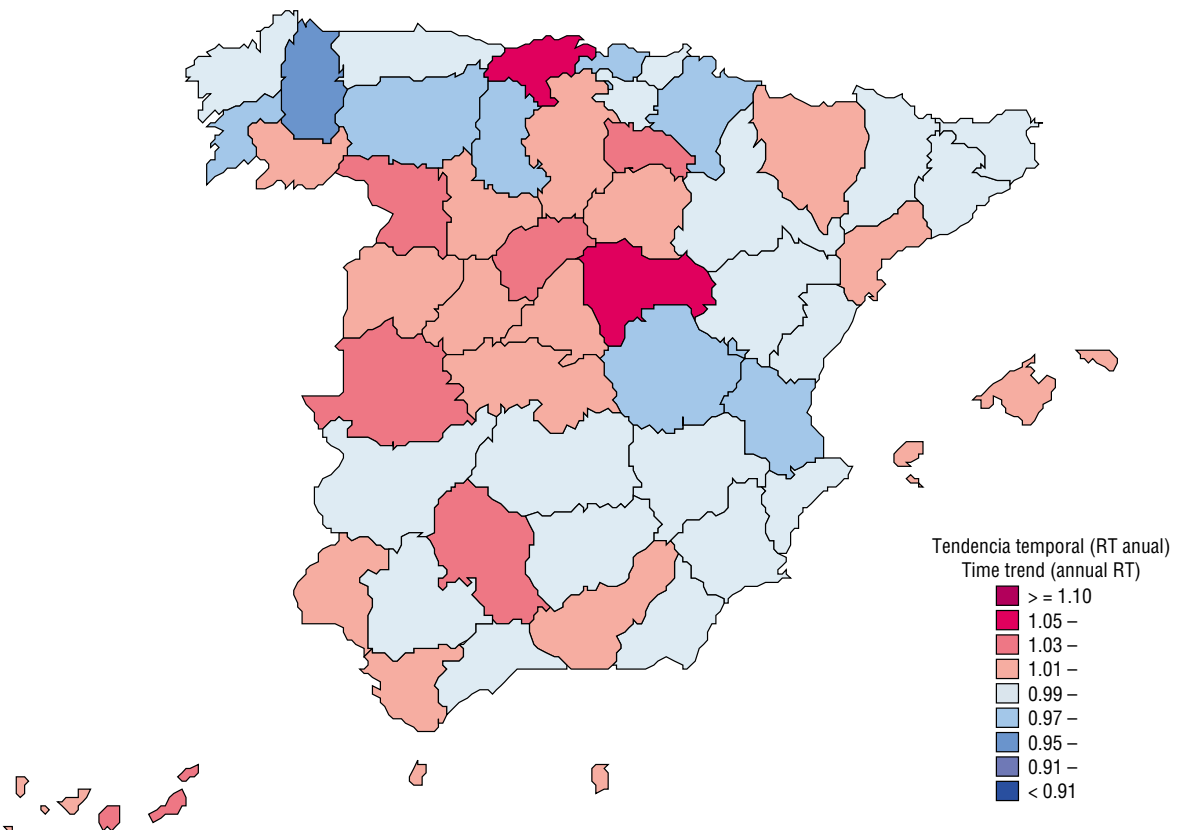 Tendencia temporal (RT anual)
Time trend (annual RT)
> = 1.10
1.05 –
1.03 –
1.01 –
0.99 –
0.97 –
0.95 –
0.91 –
< 0.91